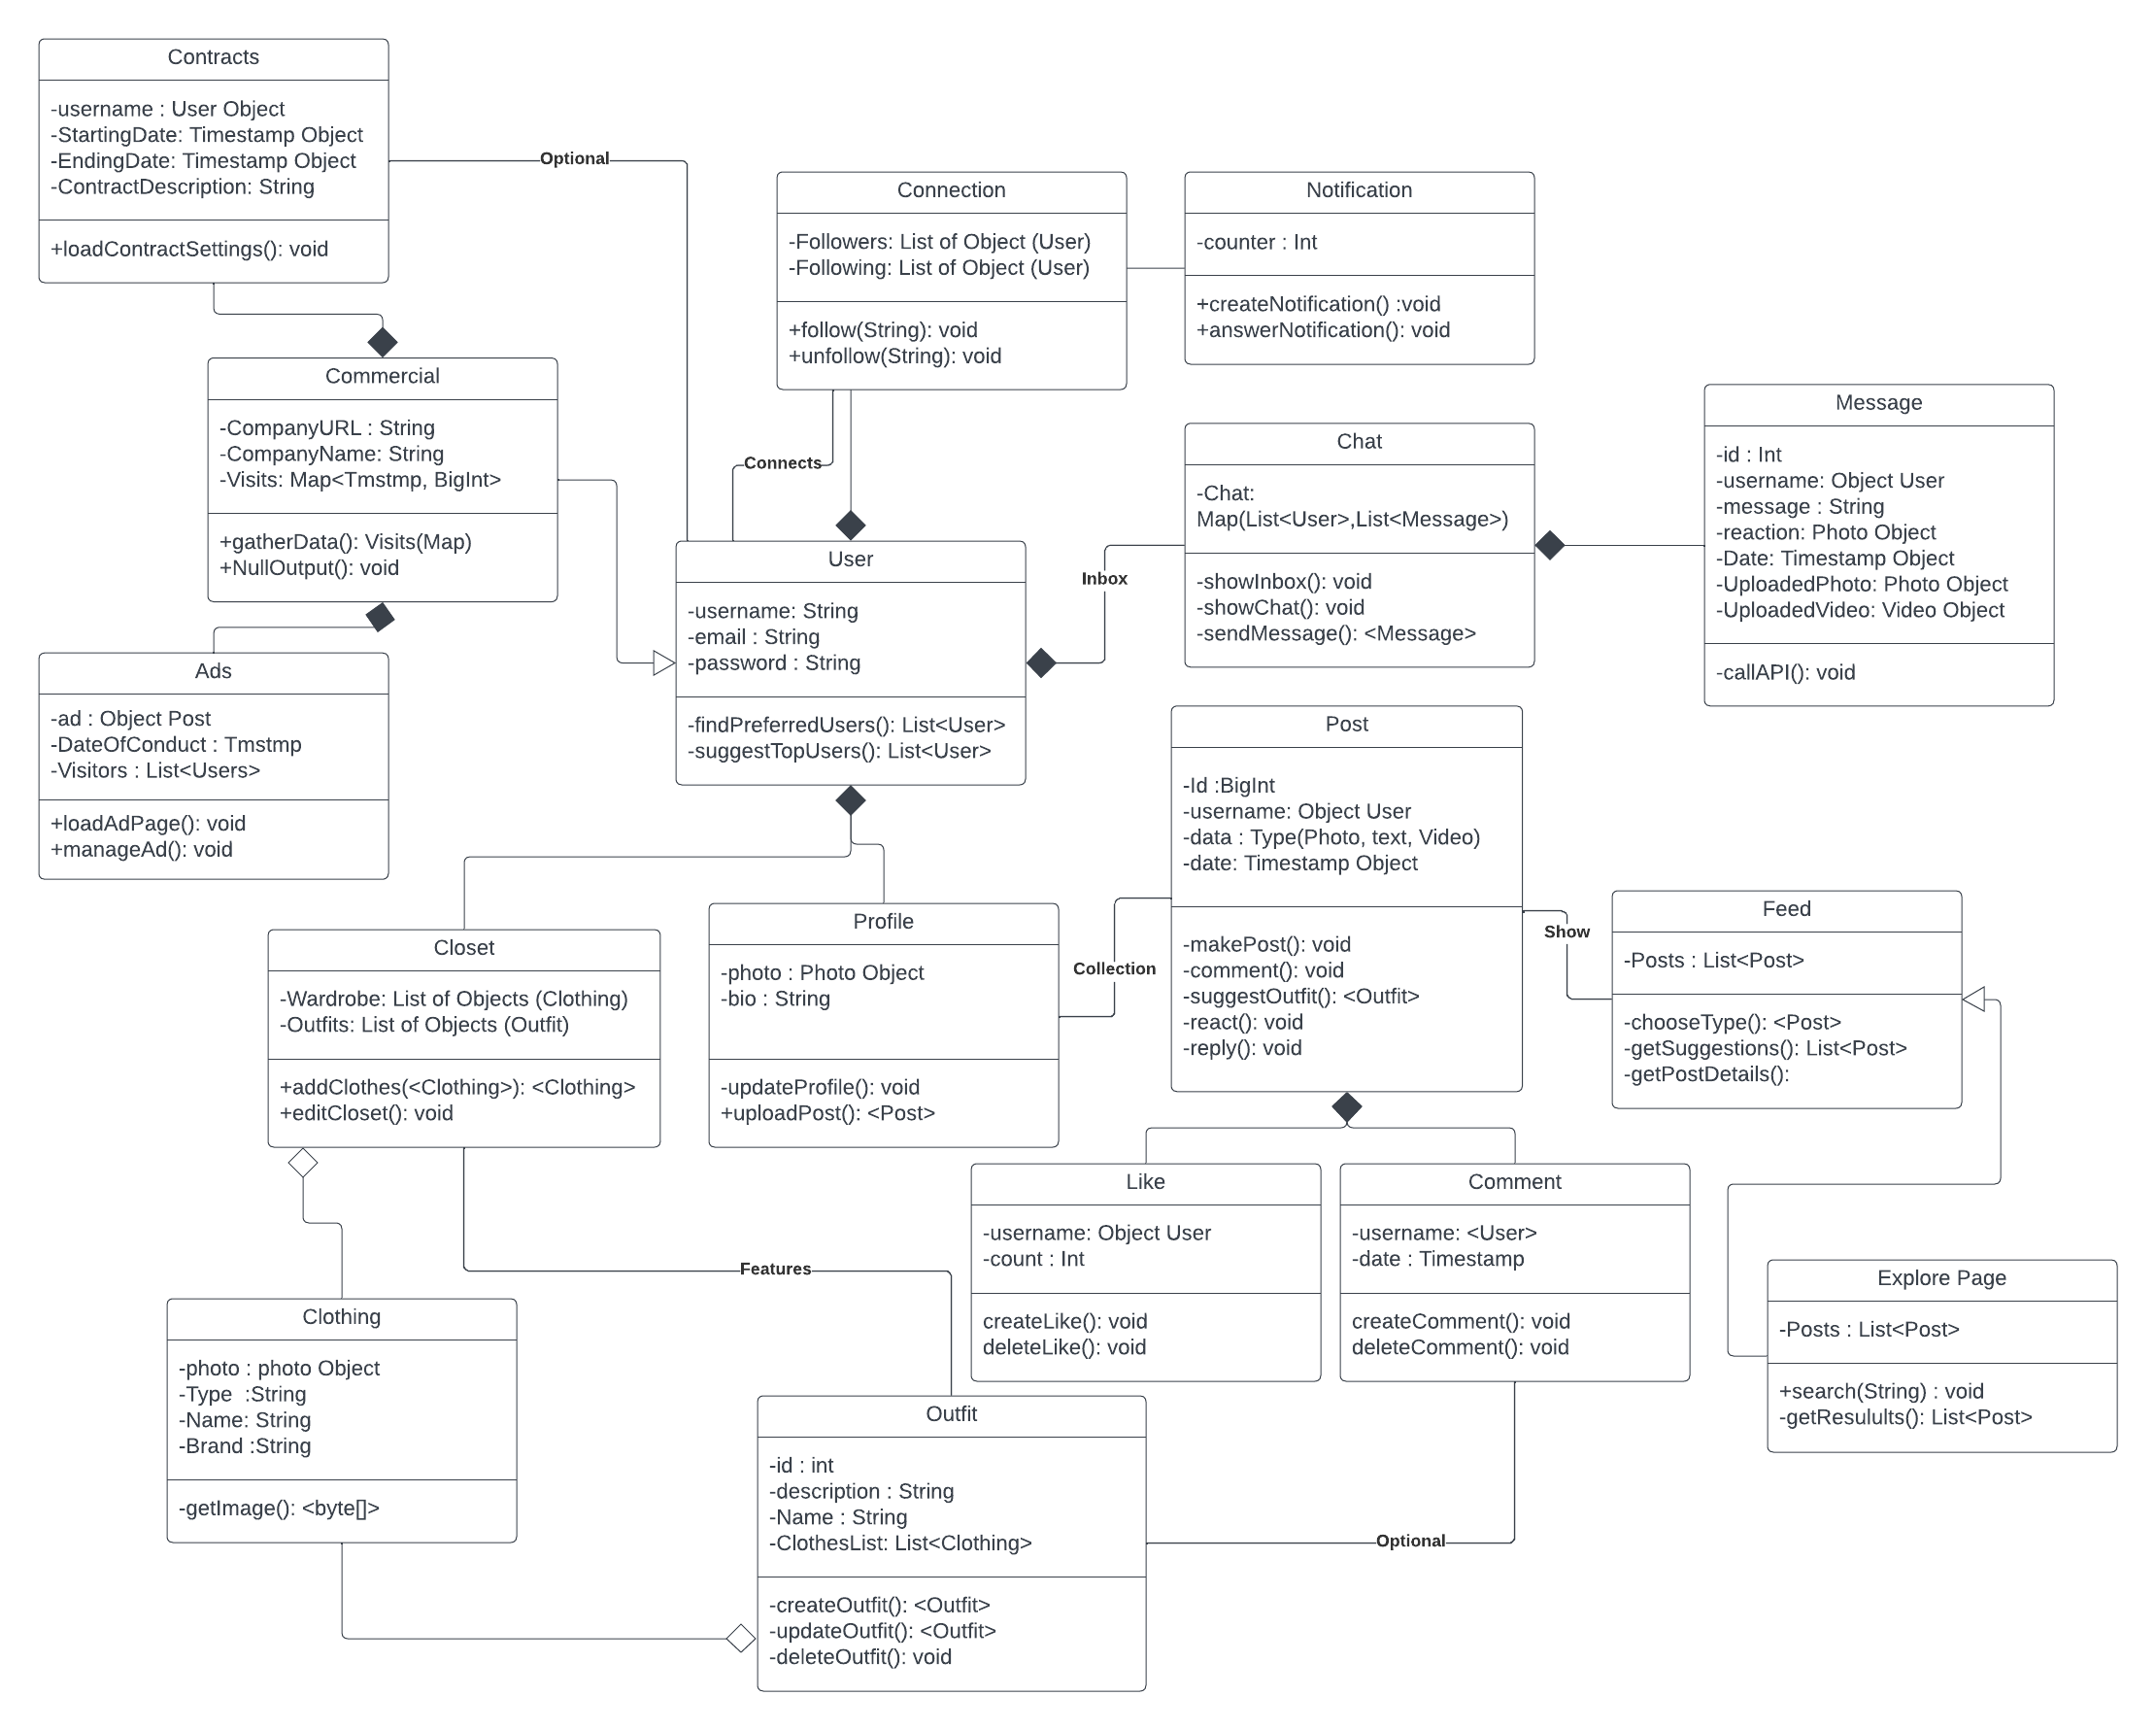 Contracts
-username : User Object
-StartingDate: Timestamp Object
-EndingDate: Timestamp Object
-ContractDescription: String
+loadContractSettings(): void
Optional
Connection
-Followers: List of Object (User)
-Following: List of Object (User)
+follow(String): void
+unfollow(String): void
Notification
-counter : Int
+createNotification() :void
+answerNotification(): void
Commercial
-CompanyURL : String
-CompanyName: String
-Visits: Map<Tmstmp, BigInt>
+gatherData(): Visits(Map)
+NullOutput(): void
Connects
Chat
-Chat:
Map(List<User>,List<Message>)
-showInbox(): void
-showChat(): void
-sendMessage(): <Message>
Message
-id : Int
-username: Object User
-message : String
-reaction: Photo Object
-Date: Timestamp Object
-UploadedPhoto: Photo Object
-UploadedVideo: Video Object
-callAPI(): void
User
-username: String
-email : String
-password : String
-findPreferredUsers(): List<User>
-suggestTopUsers(): List<User>
Inbox
Ads
-ad : Object Post
-DateOfConduct : Tmstmp
-Visitors : List<Users>
+loadAdPage(): void
+manageAd(): void
Post
-Id :BigInt
-username: Object User
-data : Type(Photo, text, Video)
-date: Timestamp Object
-makePost(): void
-comment(): void
-suggestOutfit(): <Outfit>
-react(): void
-reply(): void
Show
Feed
-Posts : List<Post>
-chooseType(): <Post>
-getSuggestions(): List<Post>
-getPostDetails():
Closet
-Wardrobe: List of Objects (Clothing)
-Outfits: List of Objects (Outfit)
+addClothes(<Clothing>): <Clothing>
+editCloset(): void
Profile
-photo : Photo Object
-bio : String
-updateProfile(): void
+uploadPost(): <Post>
Collection
Like
-username: Object User
-count : Int
createLike(): void
deleteLike(): void
Comment
-username: <User>
-date : Timestamp
createComment(): void
deleteComment(): void
Features
Explore Page
-Posts : List<Post>
+search(String) : void
-getResulults(): List<Post>
Clothing
-photo : photo Object
-Type  :String
-Name: String
-Brand :String
-getImage(): <byte[]>
Outfit
-id : int
-description : String
-Name : String
-ClothesList: List<Clothing>
-createOutfit(): <Outfit>
-updateOutfit(): <Outfit>
-deleteOutfit(): void
Optional